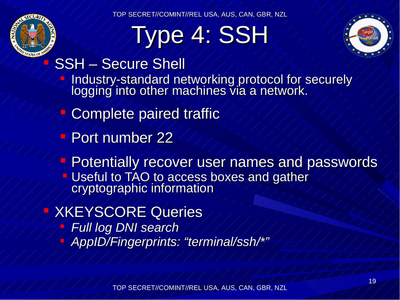 TOP SECRET//COMINT//REL USA, AUS, CAN, GBR, NZL
Type 4: SSH
SSH – Secure Shell
Industry-standard networking protocol for securely
logging into other machines via a network.
Complete paired traffic
Port number 22
Potentially recover user names and passwords
Useful to TAO to access boxes and gather
cryptographic information
XKEYSCORE Queries
Full log DNI search
AppID/Fingerprints: “terminal/ssh/*”
19
TOP SECRET//COMINT//REL USA, AUS, CAN, GBR, NZL